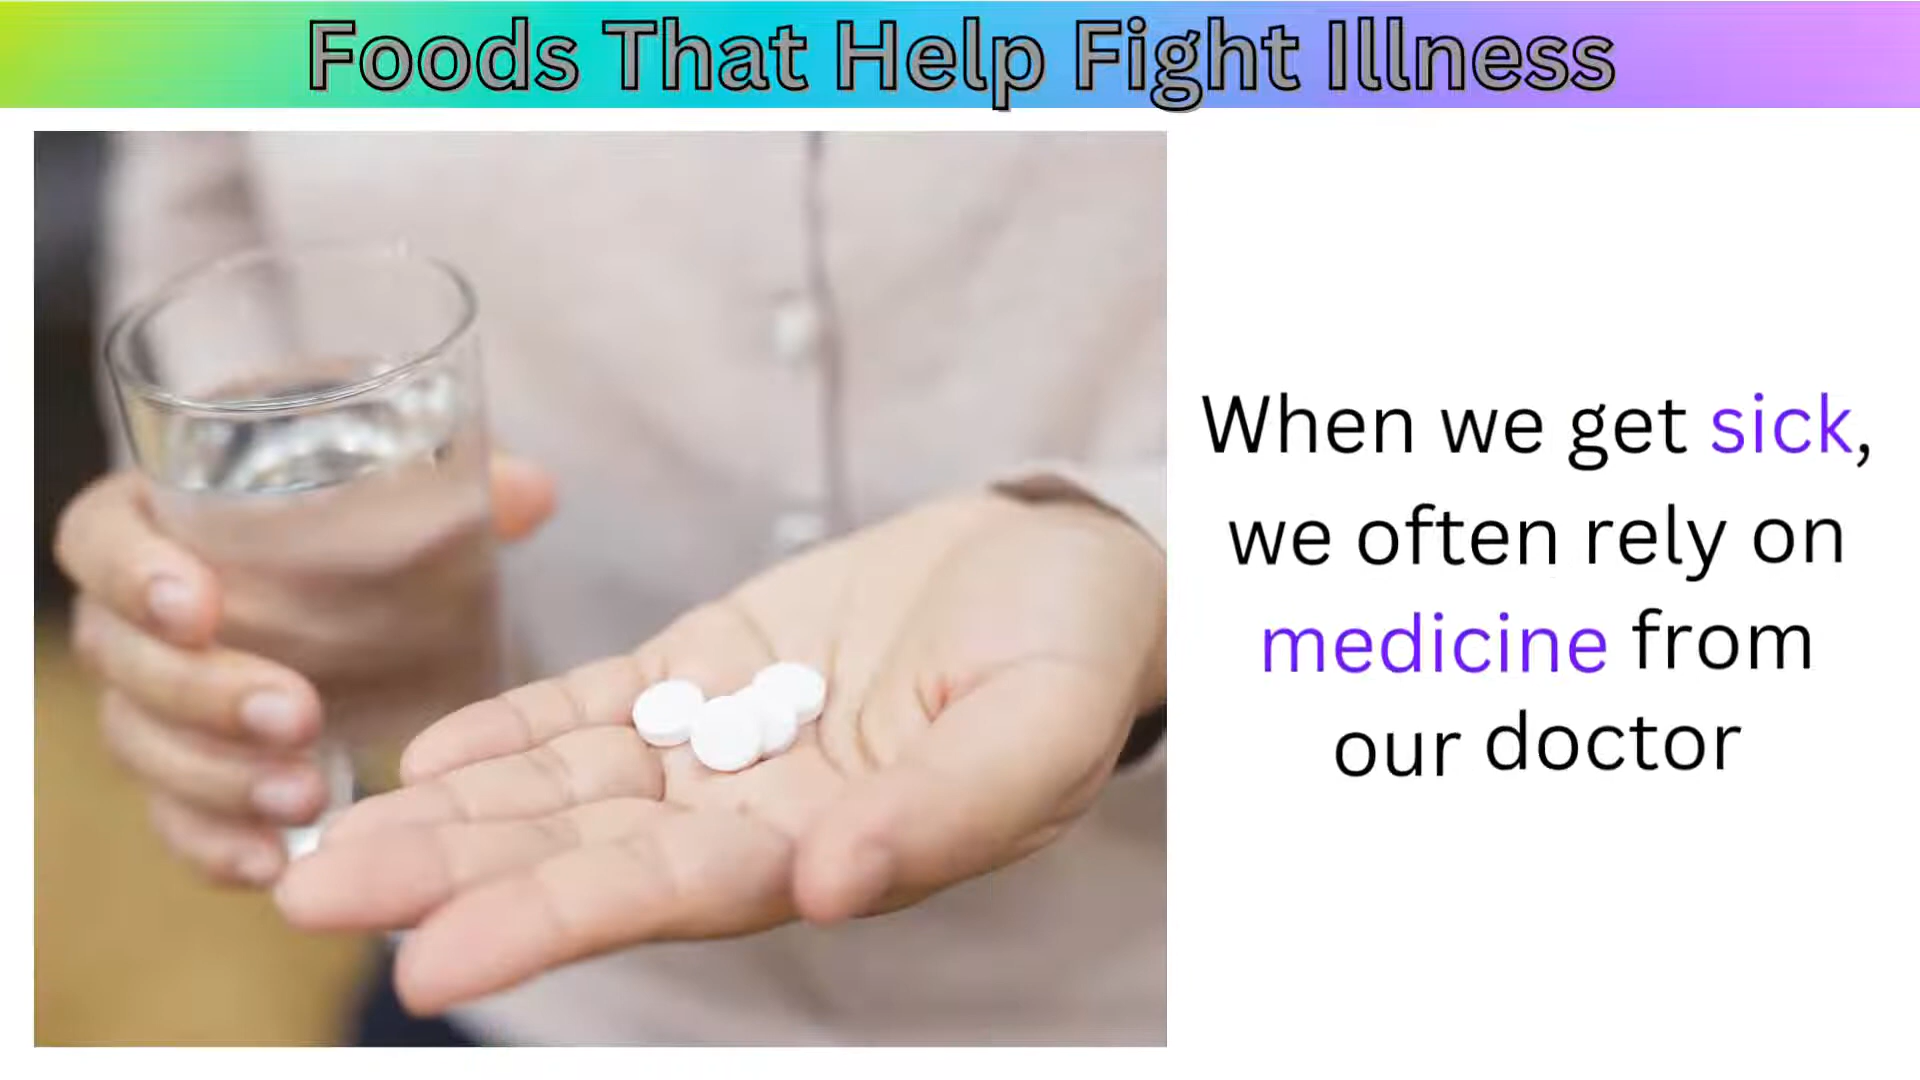 Foods That Help Fight Illness
When we get sick,
we often rely on
medicine from
our doctor